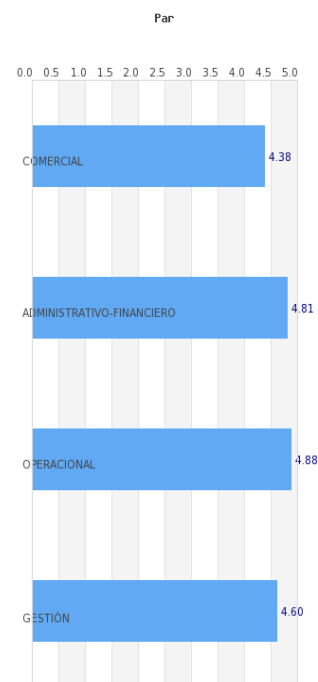 Par
0.0 0.5 1.0 1.5 2.0 2.5 3.0 3.5 4.0 4.5 5.0
COMERCIAL 4.38
ADMINISTRATIVO-FINANCIERO 4.81
OPERACIONAL 4.88
GESTIÓN 4.60